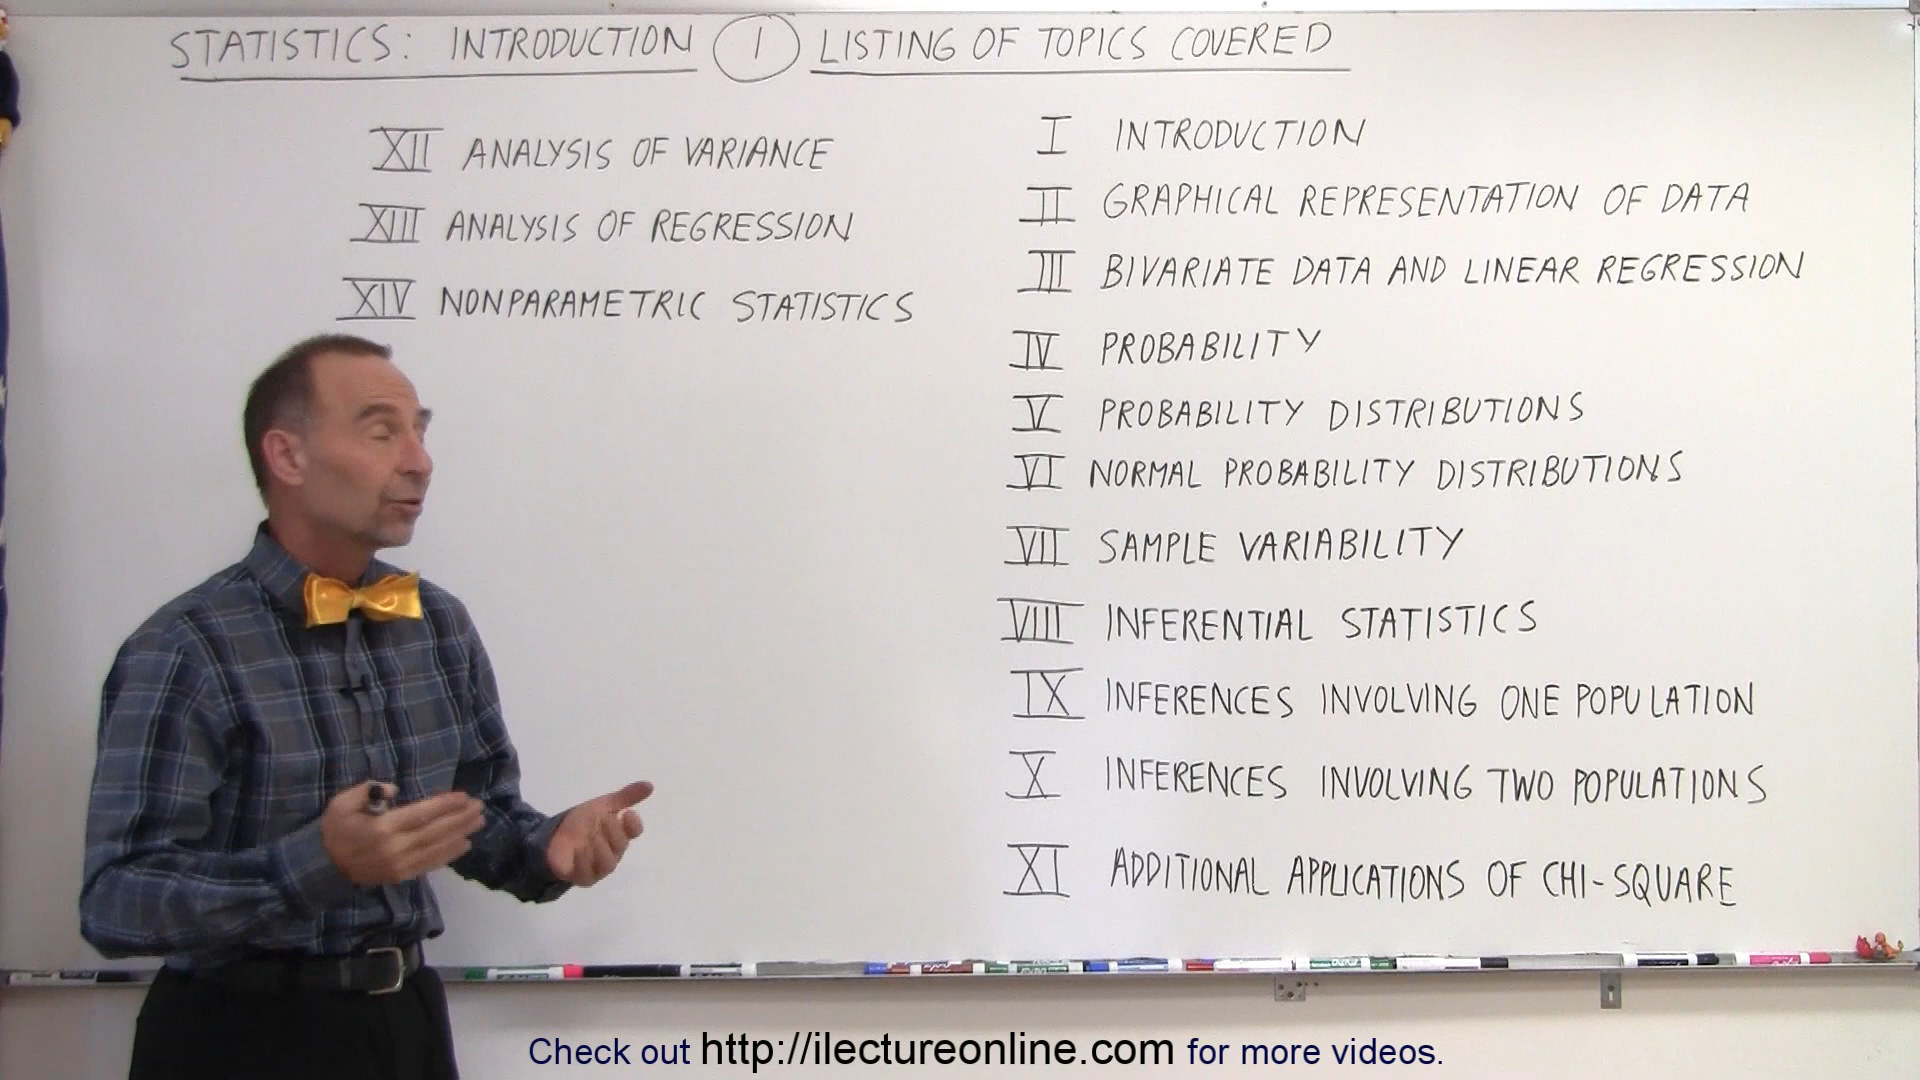 STATISTICS: INTRODUCTION 1 LISTING OF TOPICS COVERED
I INTRODUCTION
II GRAPHICAL REPRESENTATION OF DATA
III BIVARIATE DATA AND LINEAR REGRESSION
IV PROBABILITY
V PROBABILITY DISTRIBUTIONS
VI NORMAL PROBABILITY DISTRIBUTIONS
VII SAMPLE VARIABILITY
VIII INFERENTIAL STATISTICS
IX INFERENCES INVOLVING ONE POPULATION
X INFERENCES INVOLVING TWO POPULATIONS
XI ADDITIONAL APPLICATIONS OF CHI-SQUARE
XII ANALYSIS OF VARIANCE
XIII ANALYSIS OF REGRESSION
XIV NONPARAMETRIC STATISTICS
Check out http://ilectureonline.com for more videos.